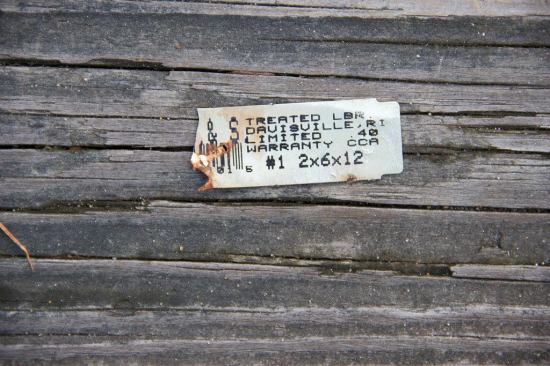 TREATED LBR
DAVISVILLE, RI
LIMITED .40
WARRANTY CCA
#1 2x6x12